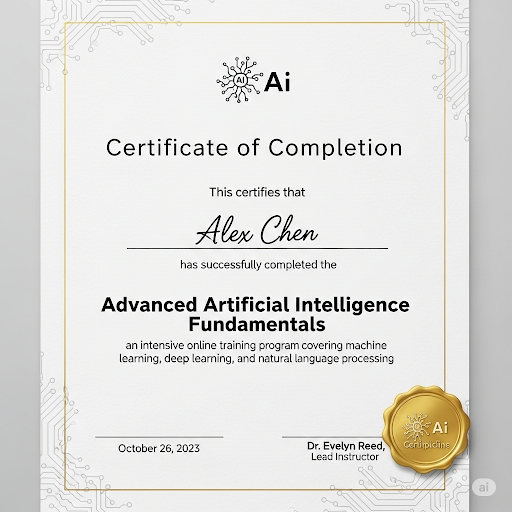 AI Ai
Certificate of Completion
This certifies that
Alex Chen
has successfully completed the
Advanced Artificial Intelligence
Fundamentals
an intensive online training program covering machine
learning, deep learning, and natural language processing
October 26, 2023
Dr. Evelyn Reed,
Lead Instructor
Ai
ai